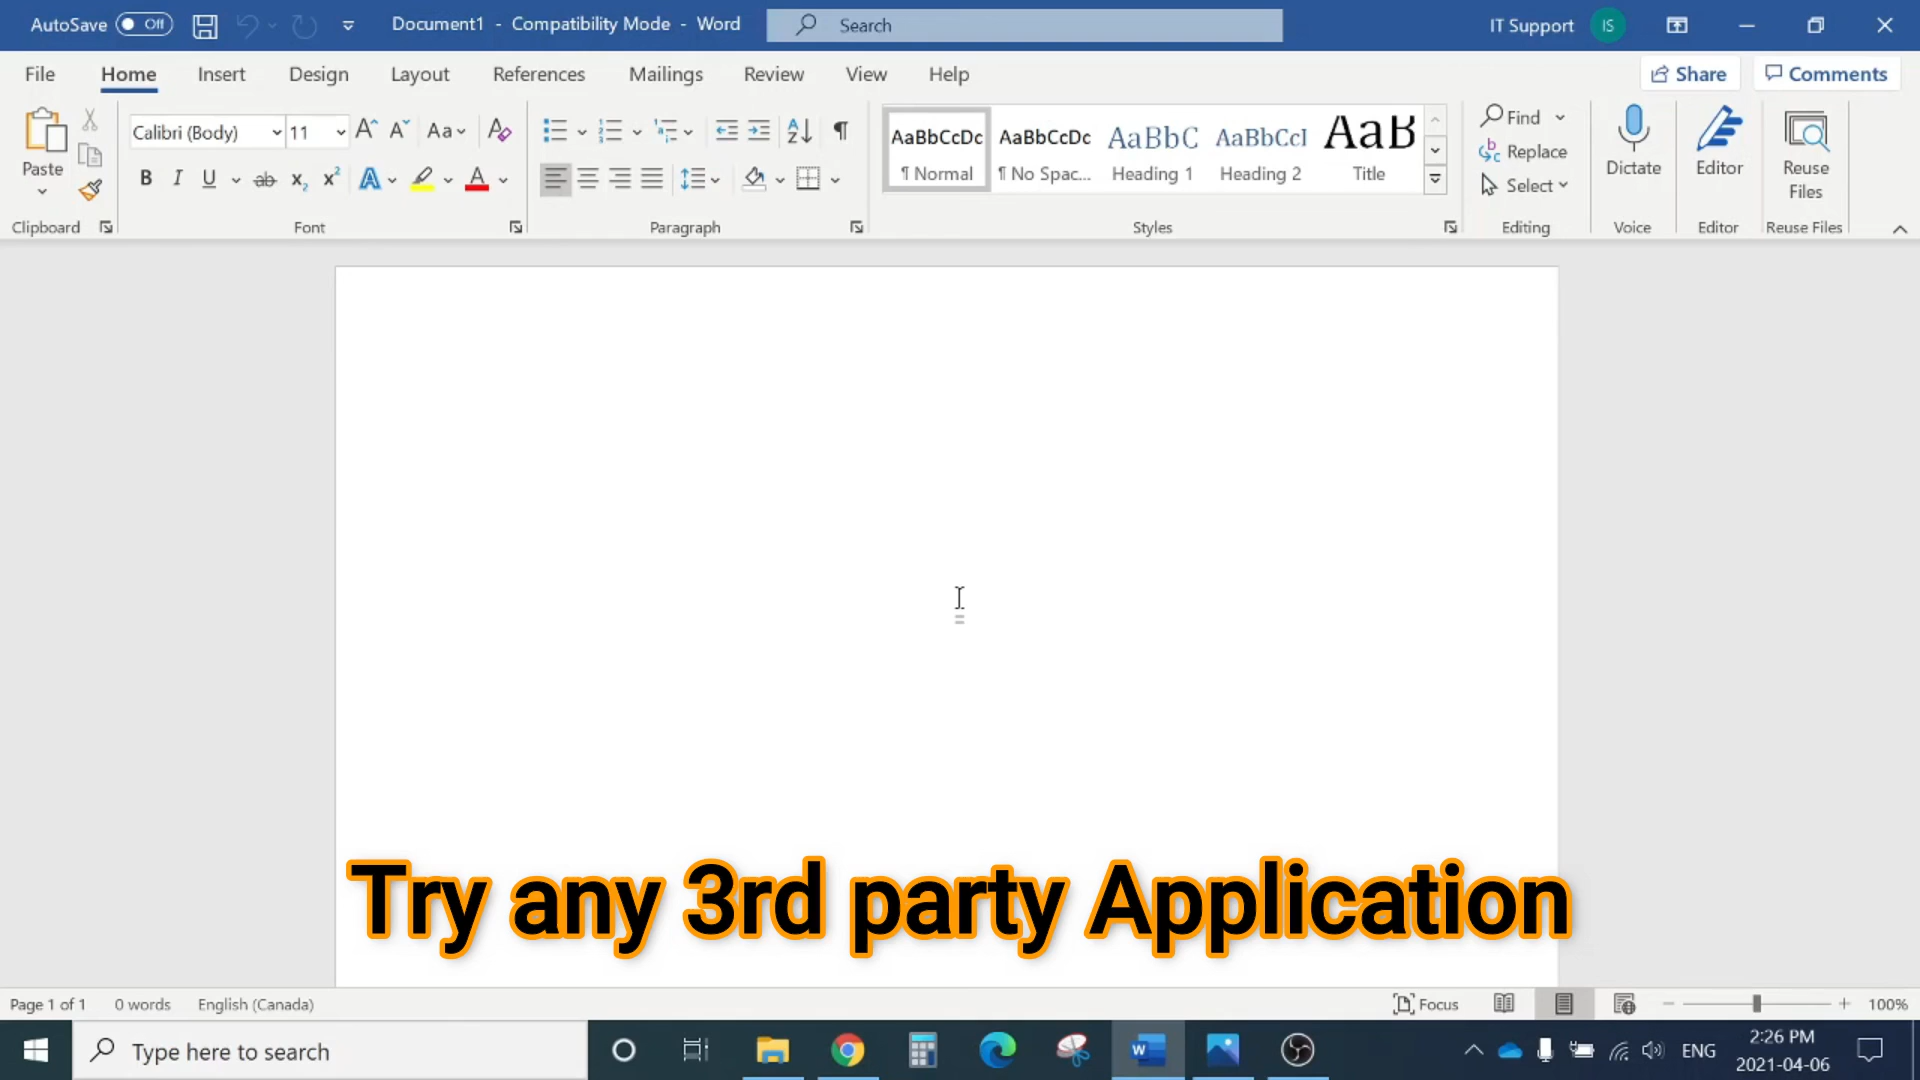 AutoSave Off Document1 - Compatibility Mode - Word Search IT Support IS
File Home Insert Design Layout References Mailings Review View Help Share Comments
Paste Calibri (Body) 11 Aa
B I U ab x₂ x² A A
AaBbCcDc AaBbCcDc AaBbC AaBbCcI AaB
¶ Normal ¶ No Spac... Heading 1 Heading 2 Title
Find
Replace
Select
Dictate Editor Reuse Files
Clipboard Font Paragraph Styles Editing Voice Editor Reuse Files
Try any 3rd party Application
Page 1 of 1 0 words English (Canada) Focus 100%
Type here to search ENG 2:26 PM
2021-04-06